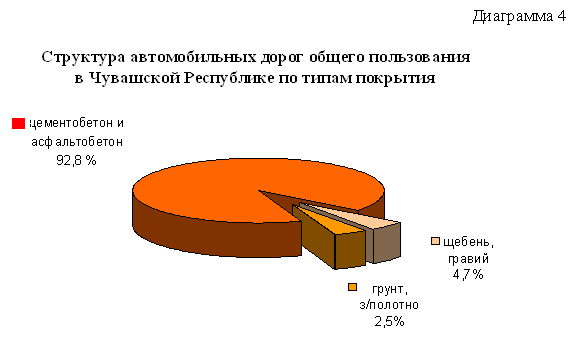 Диаграмма 4
Структура автомобильных дорог общего пользования
в Чувашской Республике по типам покрытия
цементобетон и
асфальтобетон
92,8 %
щебень,
гравий
4,7%
грунт,
з/полотно
2,5%